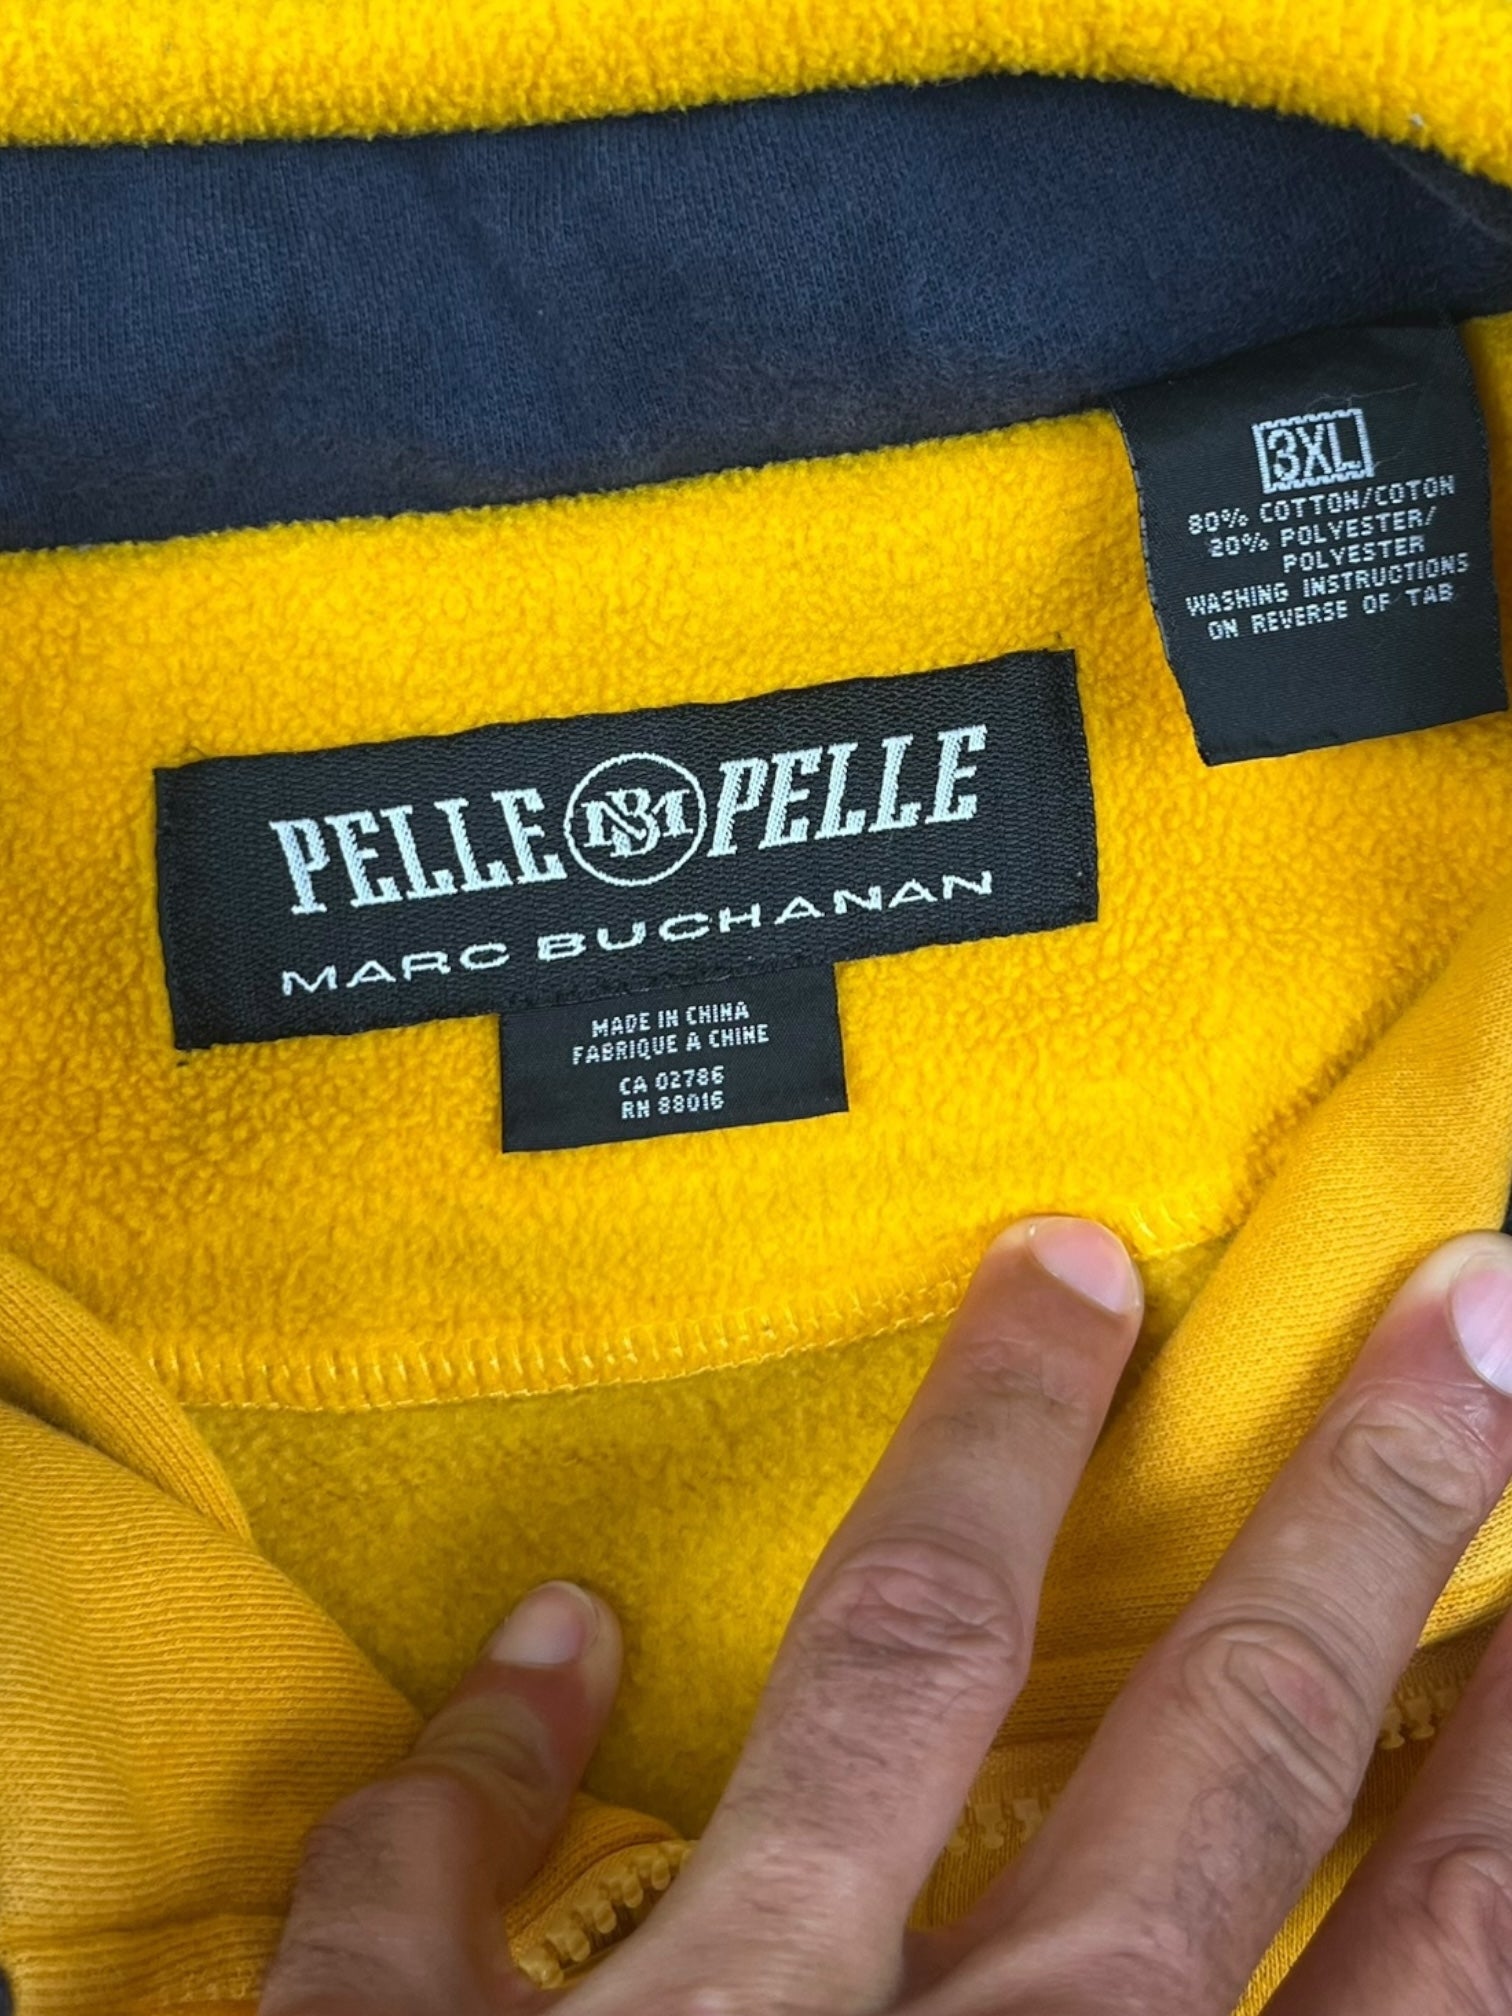 3XL
80% COTTON/COTON
20% POLYESTER/
POLYESTER
WASHING INSTRUCTIONS
ON REVERSE OF TAB
PELLE MB PELLE
MARC BUCHANAN
MADE IN CHINA
FABRIQUE A CHINE
CA 02786
RN 88016